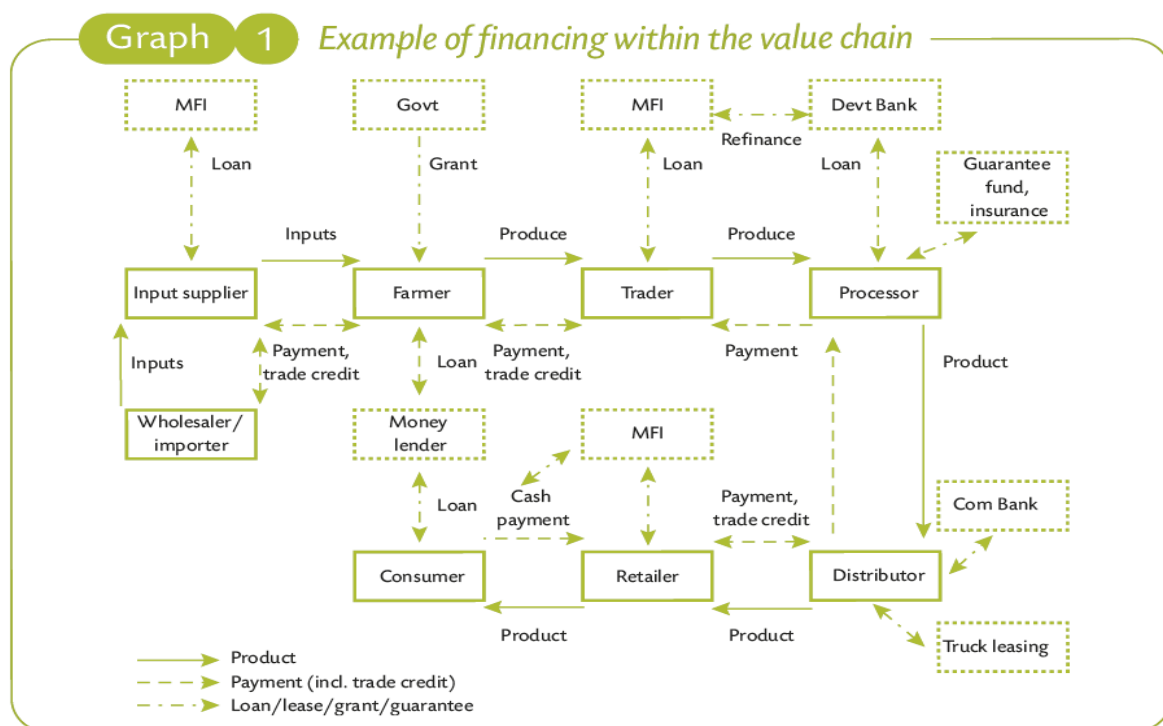 Graph 1 Example of financing within the value chain
MFI
Govt
MFI
Devt Bank
Refinance
Loan
Grant
Loan
Loan
Guarantee
fund,
insurance
Inputs
Produce
Produce
Input supplier
Farmer
Trader
Processor
Inputs
Payment,
trade credit
Loan
Payment,
trade credit
Payment
Product
Wholesaler/
importer
Money
lender
MFI
Loan
Cash
payment
Payment,
trade credit
Com Bank
Consumer
Retailer
Distributor
Product
Product
Truck leasing
Product
Payment (incl. trade credit)
Loan/lease/grant/guarantee